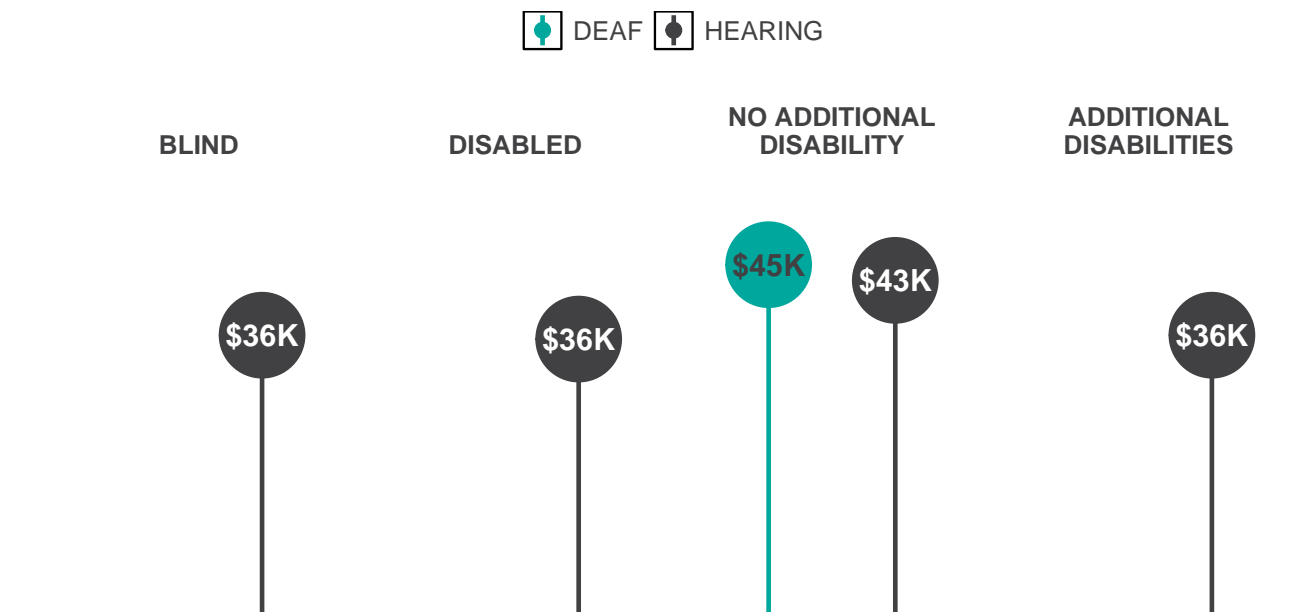 DEAF HEARING
BLIND
DISABLED
NO ADDITIONAL
DISABILITY
ADDITIONAL
DISABILITIES
$36K
$36K
$45K
$43K
$36K